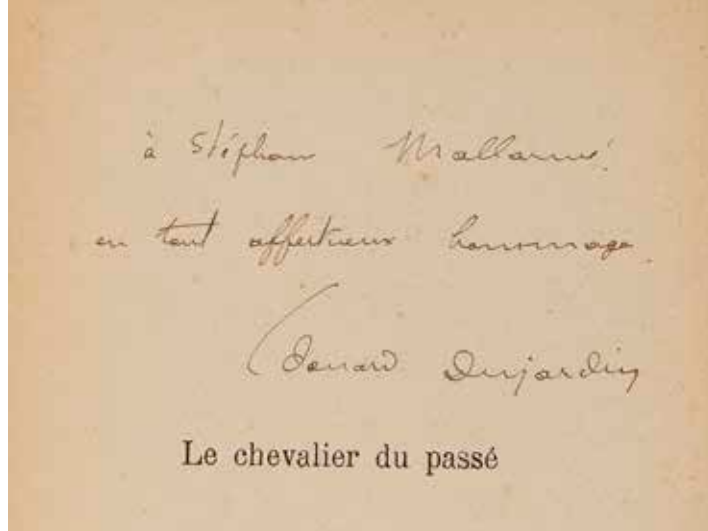 à Stéphane Mallarmé.
en tout affectueux hommage.
Édouard Dujardin
Le chevalier du passé